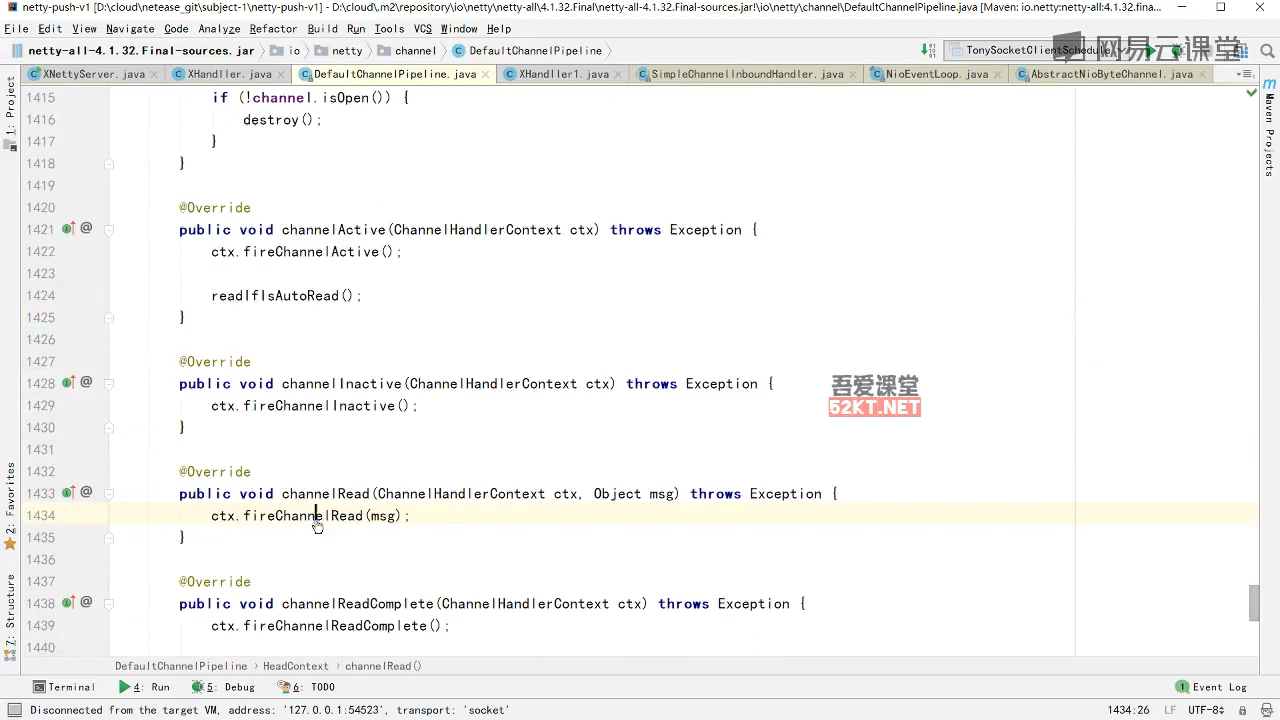 netty-push-v1 [D:\cloud\netease_git\subject-1\netty-push-v1] - D:\cloud\.m2\repository\io\netty\netty-all\4.1.32.Final\netty-all-4.1.32.Final-sources.jar!\io\netty\channel\DefaultChannelPipeline.java [Maven: io.netty:netty-all:4.1.32.fina...
File Edit View Navigate Code Analyze Refactor Build Run Tools VCS Window Help
netty-all-4.1.32.Final-sources.jar io netty channel DefaultChannelPipeline TonySocketClientSchedule
网易云课堂
XNettyServer.java XHandller.java DefaultChannelPipeline.java XHandler1.java SimpleChannelInboundHandler.java NioEventLoop.java AbstractNioByteChannel.java
1: Project
2: Favorites
7: Structure
Maven Projects
1415 if (!channel.isOpen()) {
1416 destroy();
1417 }
1418 }
1419
1420 @Override
1421 public void channelActive(ChannelHandlerContext ctx) throws Exception {
1422 ctx.fireChannelActive();
1423
1424 readIfIsAutoRead();
1425 }
1426
1427 @Override
1428 public void channelInactive(ChannelHandlerContext ctx) throws Exception {
1429 ctx.fireChannelInactive();
1430 }
1431
1432 @Override
1433 public void channelRead(ChannelHandlerContext ctx, Object msg) throws Exception {
1434 ctx.fireChannelRead(msg);
1435 }
1436
1437 @Override
1438 public void channelReadComplete(ChannelHandlerContext ctx) throws Exception {
1439 ctx.fireChannelReadComplete();
1440
吾爱课堂
52KT.NET
DefaultChannelPipeline › HeadContext › channelRead()
Terminal 4: Run 5: Debug 6: TODO 1 Event Log
Disconnected from the target VM, address: '127.0.0.1:54523', transport: 'socket' 1434:26 LF UTF-8